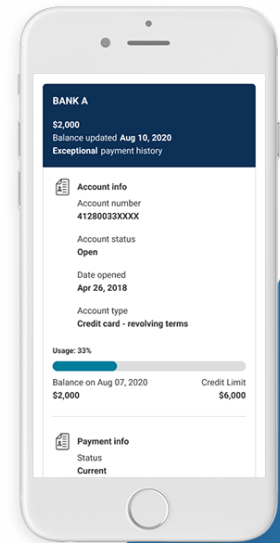 BANK A
$2,000
Balance updated Aug 10, 2020
Exceptional payment history
Account info
Account number
41280033XXXX
Account status
Open
Date opened
Apr 26, 2018
Account type
Credit card - revolving terms
Usage: 33%
Balance on Aug 07, 2020 Credit Limit
$2,000 $6,000
Payment info
Status
Current